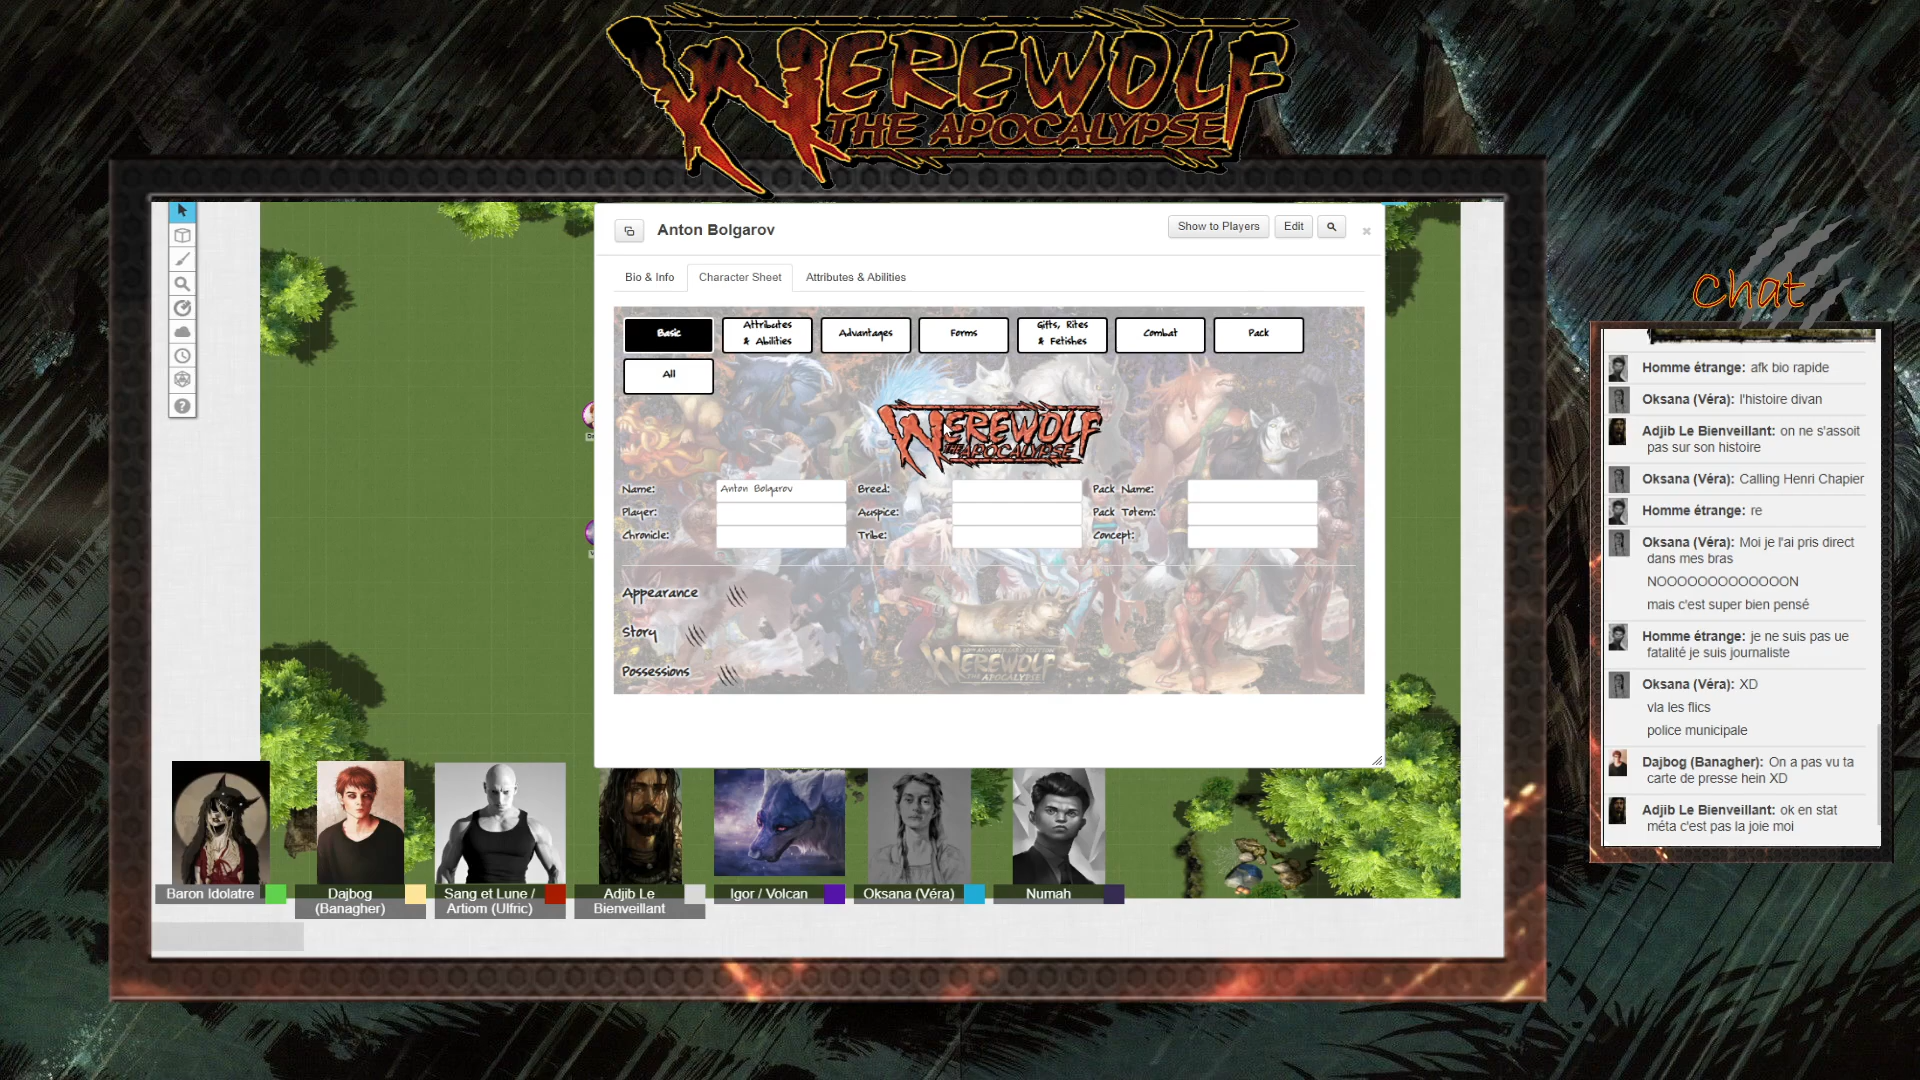 WEREWOLF
THE APOCALYPSE
Anton Bolgarov
Show to Players
Edit
Bio & Info
Character Sheet
Attributes & Abilities
Basic
Attributes
& Abilities
Advantages
Forms
Gifts, Rites
& Fetishes
Combat
Pack
All
WEREWOLF
THE APOCALYPSE
Name:
Anton Bolgarov
Breed:
Pack Name:
Player:
Auspice:
Pack Totem:
Chronicle:
Tribe:
Concept:
Appearance
Story
Possessions
WEREWOLF
THE APOCALYPSE
Baron Idolatre
Dajbog
(Banagher)
Sang et Lune /
Artiom (Ulfric)
Adjib Le
Bienveillant
Igor / Volcan
Oksana (Véra)
Numah
Chat
Homme étrange: afk bio rapide
Oksana (Véra): l'histoire divan
Adjib Le Bienveillant: on ne s'assoit
pas sur son histoire
Oksana (Véra): Calling Henri Chapier
Homme étrange: re
Oksana (Véra): Moi je l'ai pris direct
dans mes bras
NOOOOOOOOOOOOON
mais c'est super bien pensé
Homme étrange: je ne suis pas ue
fatalité je suis journaliste
Oksana (Véra): XD
vla les flics
police municipale
Dajbog (Banagher): On a pas vu ta
carte de presse hein XD
Adjib Le Bienveillant: ok en stat
méta c'est pas la joie moi